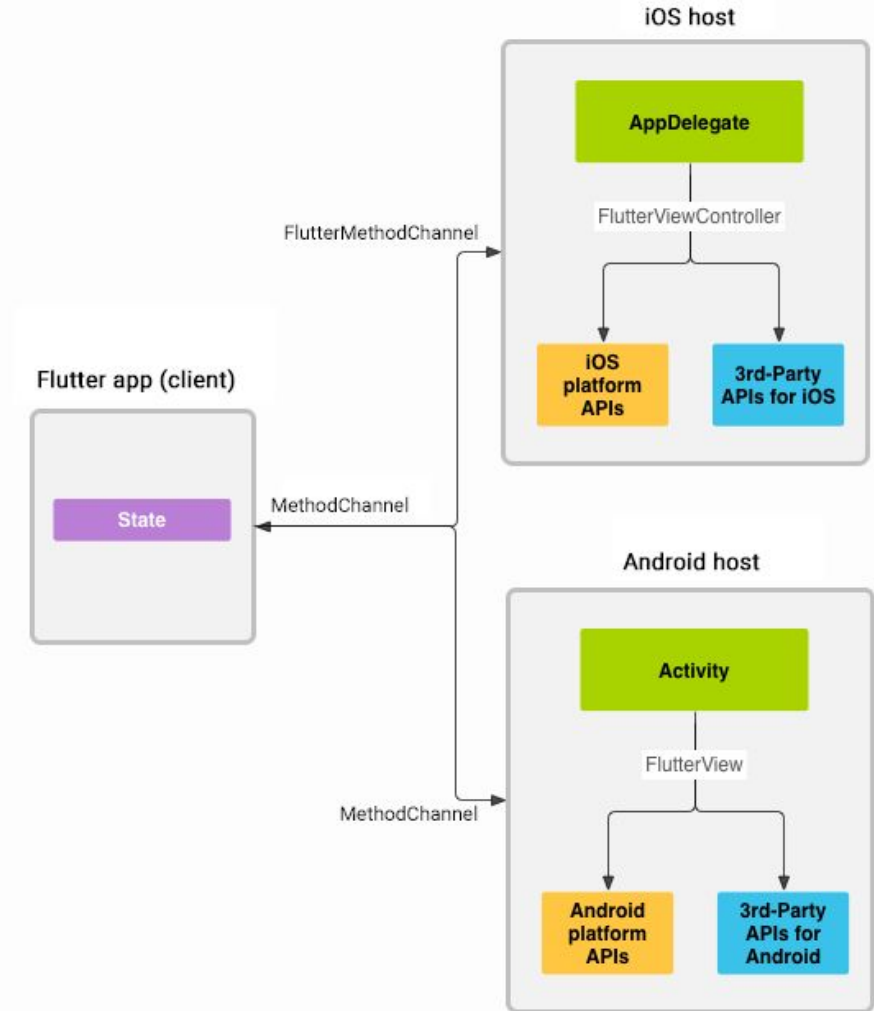 iOS host
AppDelegate
FlutterViewController
FlutterMethodChannel
iOS
platform
APIs
3rd-Party
APIs for iOS
Flutter app (client)
State
MethodChannel
Android host
Activity
FlutterView
MethodChannel
Android
platform
APIs
3rd-Party
APIs for
Android